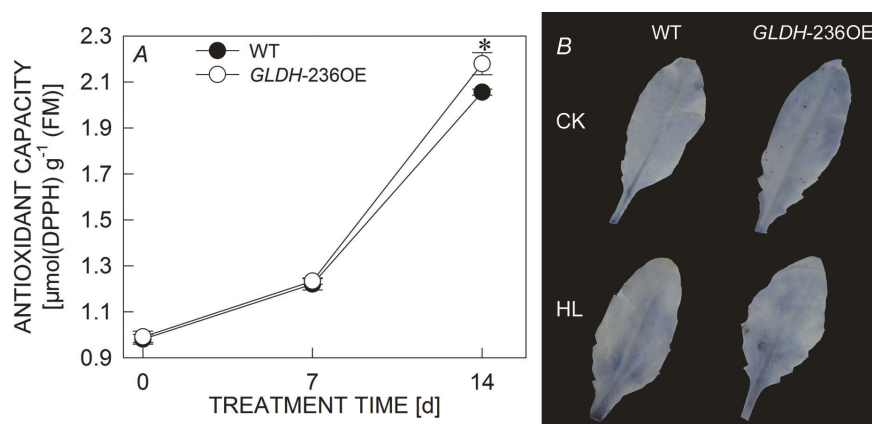 A
WT
GLDH-236OE
*
2.3
2.1
1.9
1.7
1.5
1.3
1.1
0.9
0
7
14
ANTIOXIDANT CAPACITY
[µmol(DPPH) g⁻¹ (FM)]
TREATMENT TIME [d]
B
WT
GLDH-236OE
CK
HL